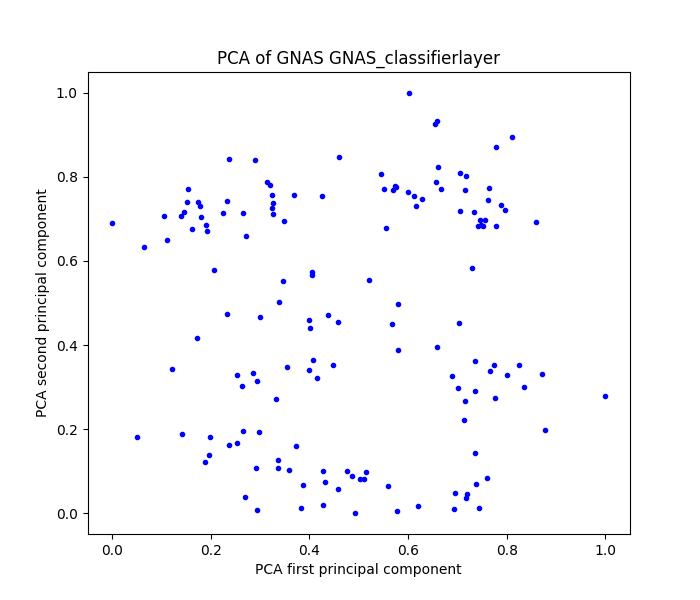 PCA of GNAS GNAS_classifierlayer
PCA second principal component
1.0
0.8
0.6
0.4
0.2
0.0
0.0 0.2 0.4 0.6 0.8 1.0
PCA first principal component